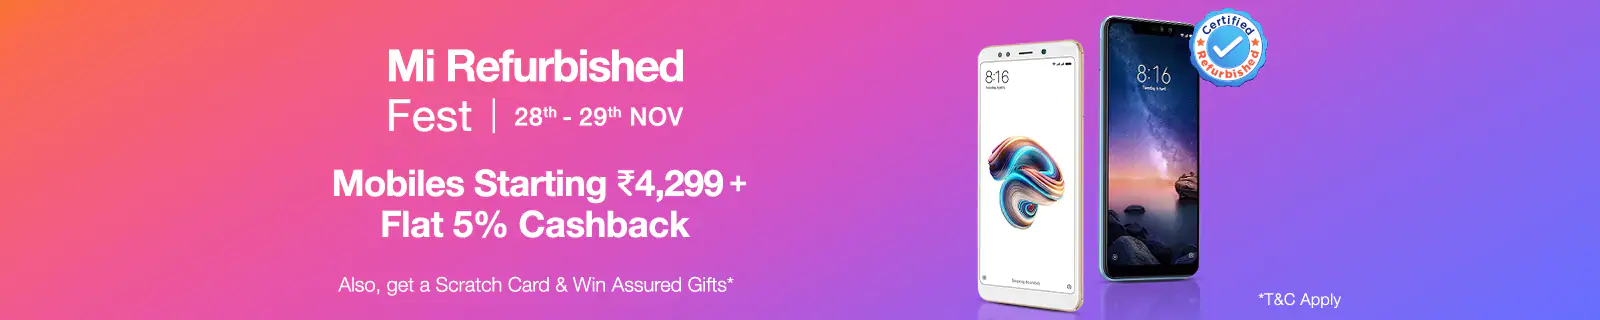 Mi Refurbished
Fest | 28th - 29th NOV
Mobiles Starting ₹4,299 +
Flat 5% Cashback
Also, get a Scratch Card & Win Assured Gifts*
8:16
8:16
Certified
Refurbished
*T&C Apply